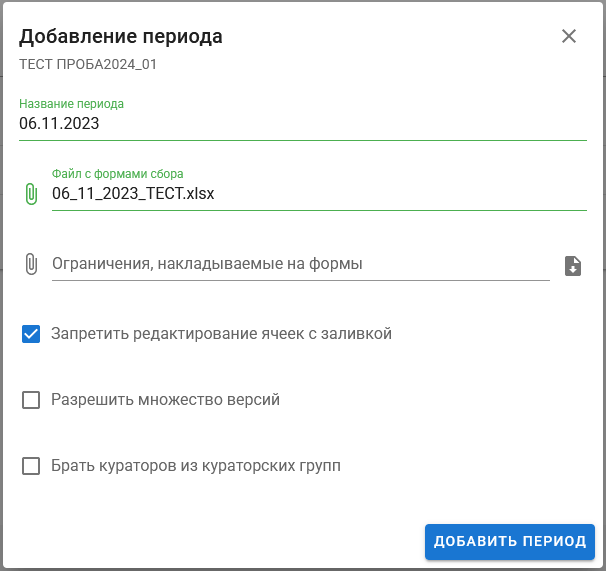 Добавление периода
ТЕСТ ПРОБА2024_01
Название периода
06.11.2023
Файл с формами сбора
06_11_2023_ТЕСТ.xlsx
Ограничения, накладываемые на формы
Запретить редактирование ячеек с заливкой
Разрешить множество версий
Брать кураторов из кураторских групп
ДОБАВИТЬ ПЕРИОД